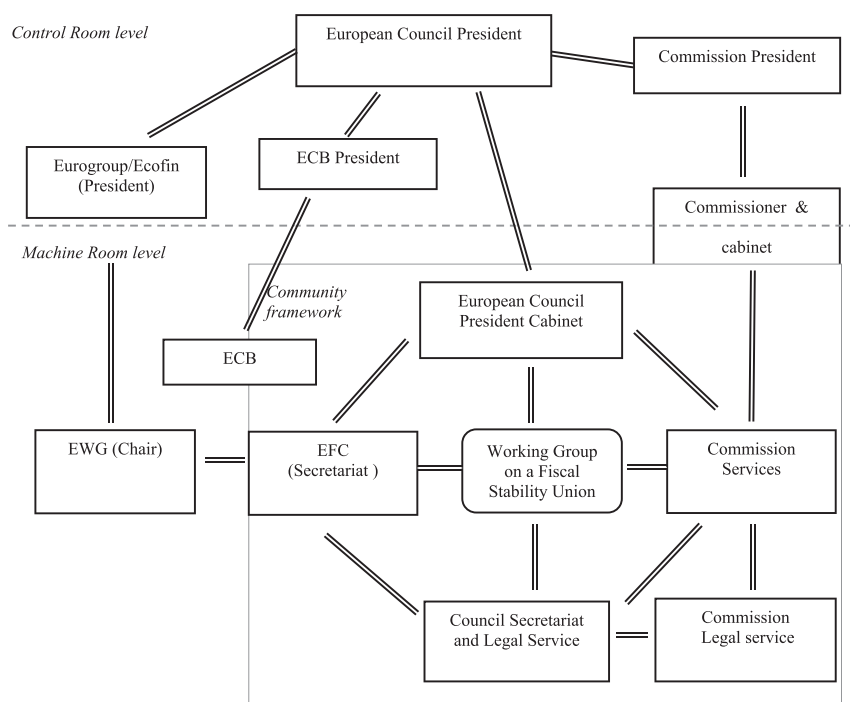 Control Room level
European Council President
Commission President
Eurogroup/Ecofin
(President)
ECB President
Commissioner &
cabinet
Machine Room level
Community
framework
European Council
President Cabinet
ECB
EWG (Chair)
EFC
(Secretariat )
Working Group
on a Fiscal
Stability Union
Commission
Services
Council Secretariat
and Legal Service
Commission
Legal service